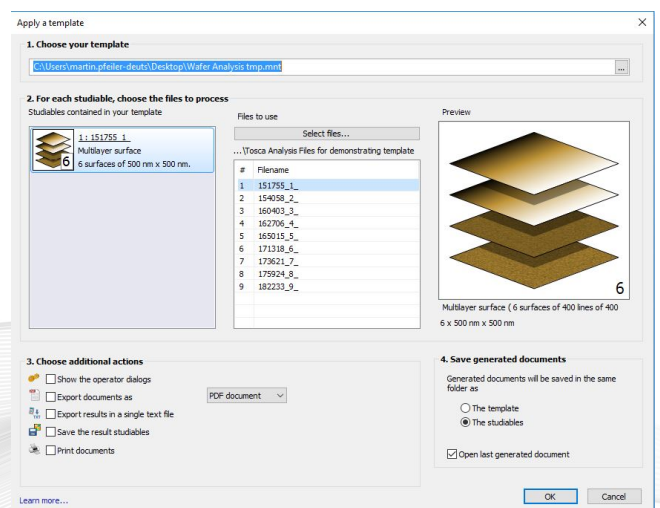 Apply a template
1. Choose your template
C:\Users\martin.pfeiler-deuts\Desktop\Wafer Analysis tmp.mnt
...
2. For each studiable, choose the files to process
Studiables contained in your template
6
1 : 151755_1_
Multilayer surface
6 surfaces of 500 nm x 500 nm.
Files to use
Select files...
...\Tosca Analysis Files for demonstrating template
# Filename
1 151755_1_
2 154058_2_
3 160403_3_
4 162706_4_
5 165015_5_
6 171318_6_
7 173621_7_
8 175924_8_
9 182233_9_
Preview
6
Multilayer surface ( 6 surfaces of 400 lines of 400
6 x 500 nm x 500 nm
3. Choose additional actions
Show the operator dialogs
Export documents as PDF document
Export results in a single text file
Save the result studiables
Print documents
4. Save generated documents
Generated documents will be saved in the same
folder as
The template
The studiables
Open last generated document
Learn more...
OK Cancel